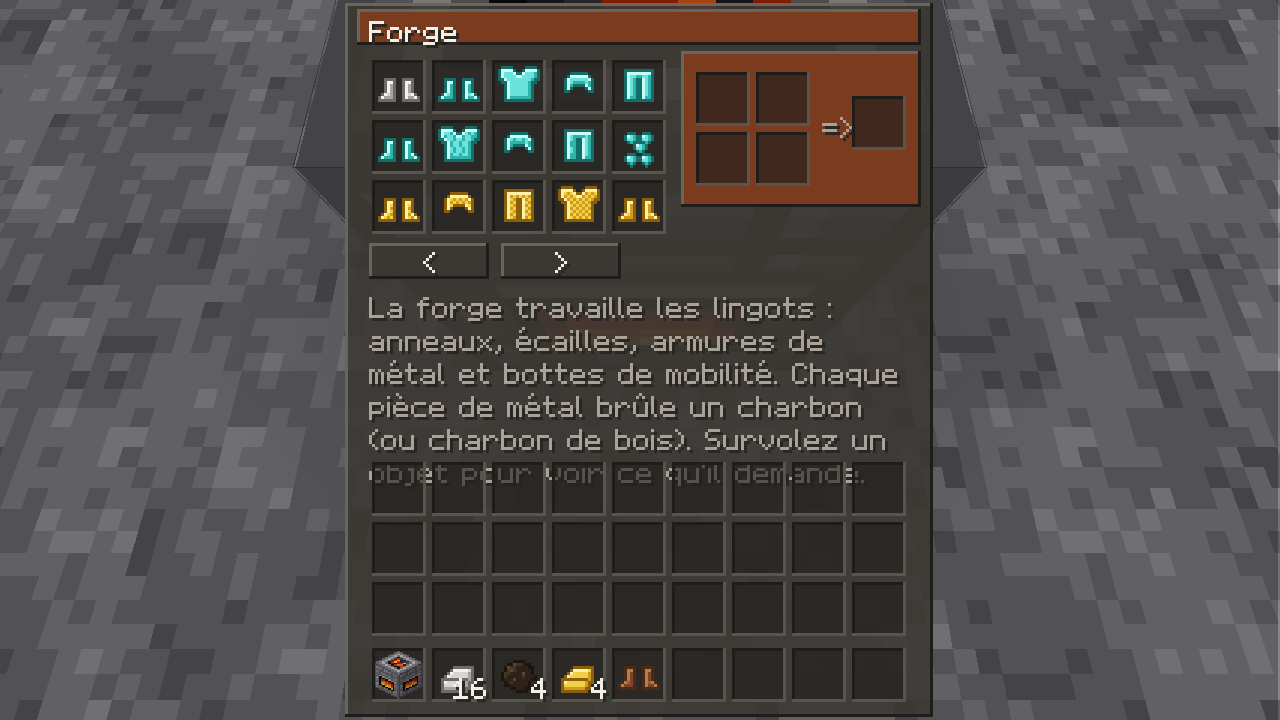 Forge
=>
< >
La forge travaille les lingots :
anneaux, écailles, armures de
métal et bottes de mobilité. Chaque
pièce de métal brûle un charbon
(ou charbon de bois). Survolez un
objet pour voir ce qu'il demande.
16 4 4